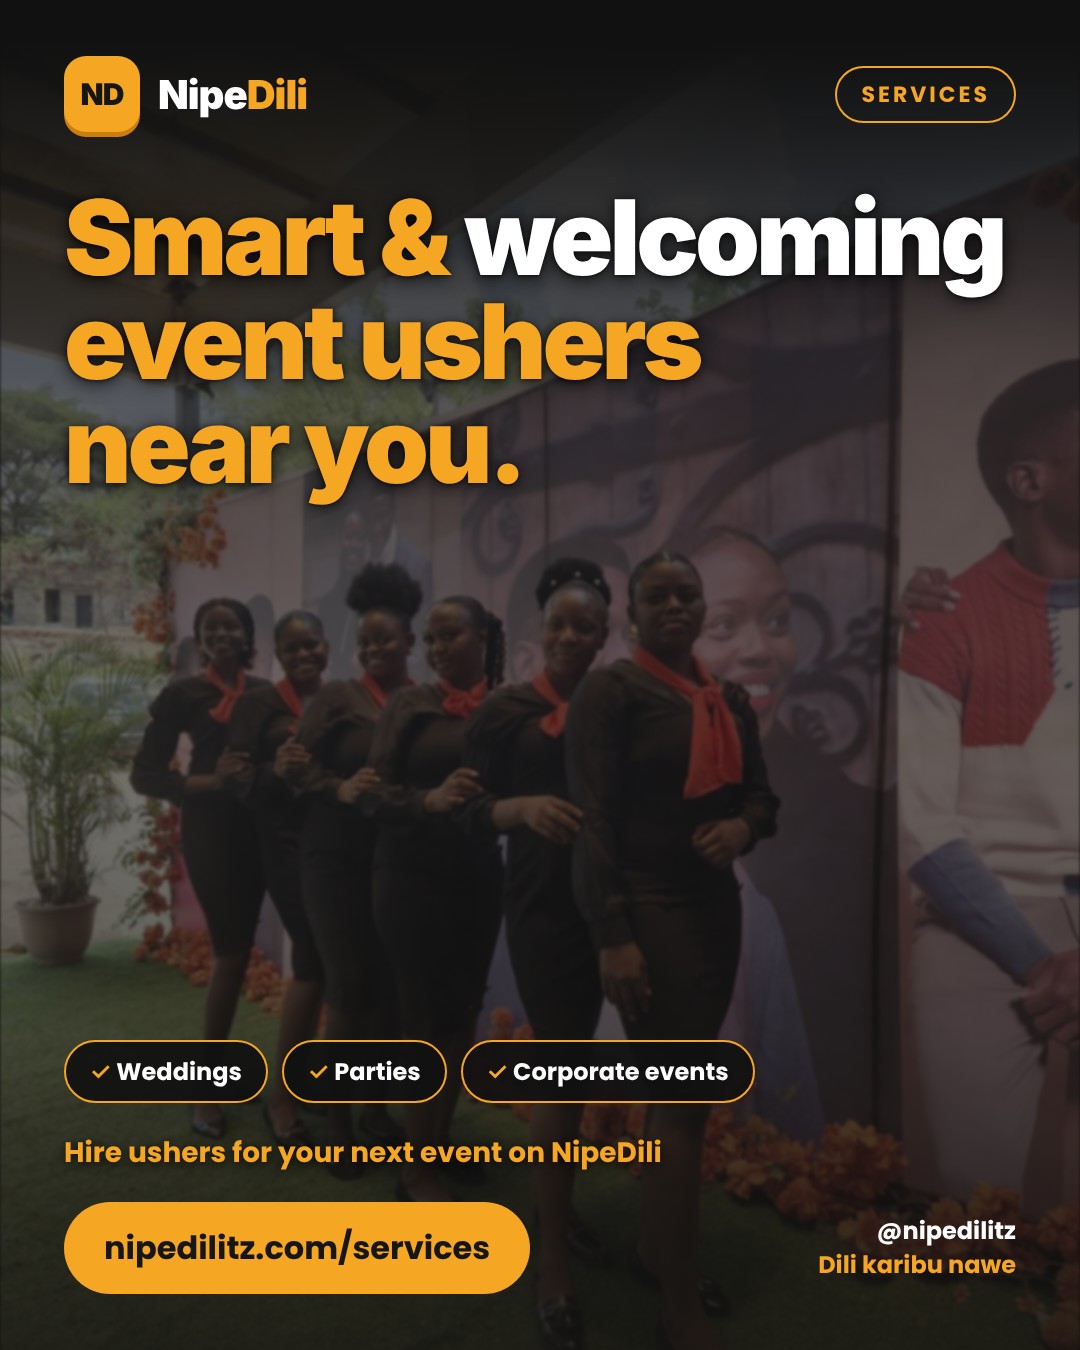 ND NipeDili
SERVICES
Smart & welcoming
event ushers
near you.
✓ Weddings ✓ Parties ✓ Corporate events
Hire ushers for your next event on NipeDili
nipedilitz.com/services
@nipedilitz
Dili karibu nawe